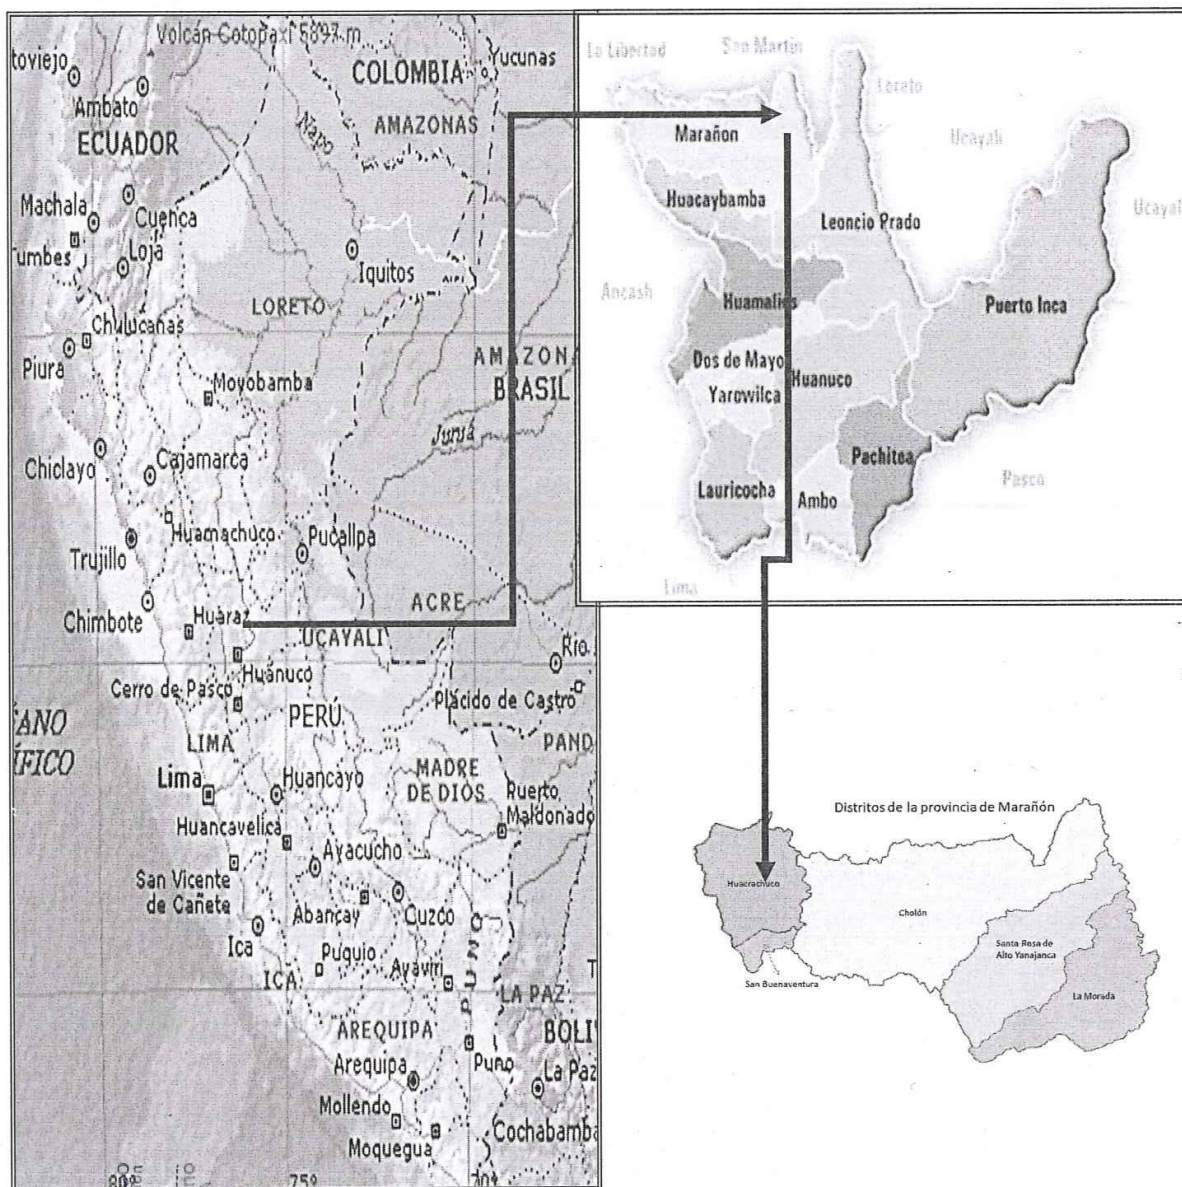 Volcán Cotopaxi 5897 m
toviejo
Yucunas
COLOMBIA
Ambato
AMAZONAS
Napo
ECUADOR
Machala
Cuenca
Tumbes
Loja
Iquitos
LORETO
Chulucanas
Piura
AMAZONA
Moyobamba
BRASIL
Juruá
Chiclayo
Cajamarca
Huamachuco
Pucallpa
Trujillo
ACRE
Chimbote
Huaraz
UCAYALI
Río
Huánuco
Cerro de Pasco
Plácido de Castro
PERÚ
ANO
ÍFICO
LIMA
PAND
Lima
Huancayo
MADRE
DE DIOS
Puerto
Maldonado
Huancavelica
Ayacucho
San Vicente
de Cañete
Abancay
Cuzco
Ica
Puquio
Ayaviri
ICA
PUNO
LA PAZ
AREQUIPA
BOLI
Arequipa
Puno
La Paz
Mollendo
Moquegua
Cochabamba
80º
75º
70º
La Libertad
San Martín
Loreto
Marañon
Ucayali
Huacaybamba
Leoncio Prado
Ucayali
Ancash
Huamalies
Puerto Inca
Dos de Mayo
Huanuco
Yarowilca
Pachitea
Lauricocha
Ambo
Pasco
Lima
Distritos de la provincia de Marañón
Huacrachuco
Cholón
Santa Rosa de
Alto Yanajanca
San Buenaventura
La Morada